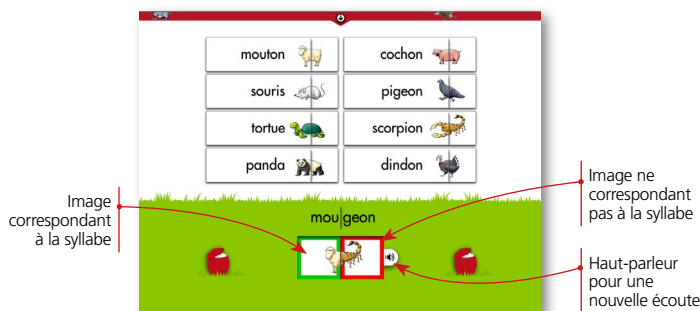 mouton
cochon
souris
pigeon
tortue
scorpion
panda
dindon
Image
correspondant
à la syllabe
Image ne
correspondant
pas à la syllabe
mou|geon
Haut-parleur
pour une
nouvelle écoute